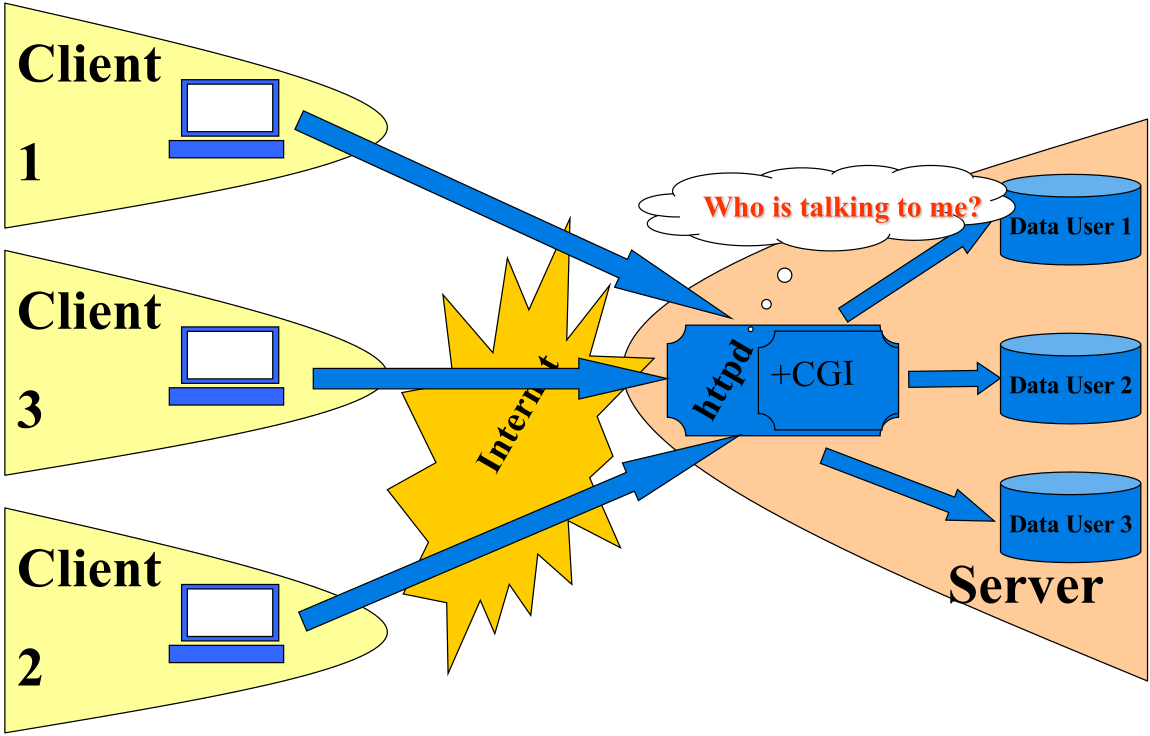 Client
1
Client
3
Client
2
Internet
Who is talking to me?
httpd
+CGI
Data User 1
Data User 2
Data User 3
Server